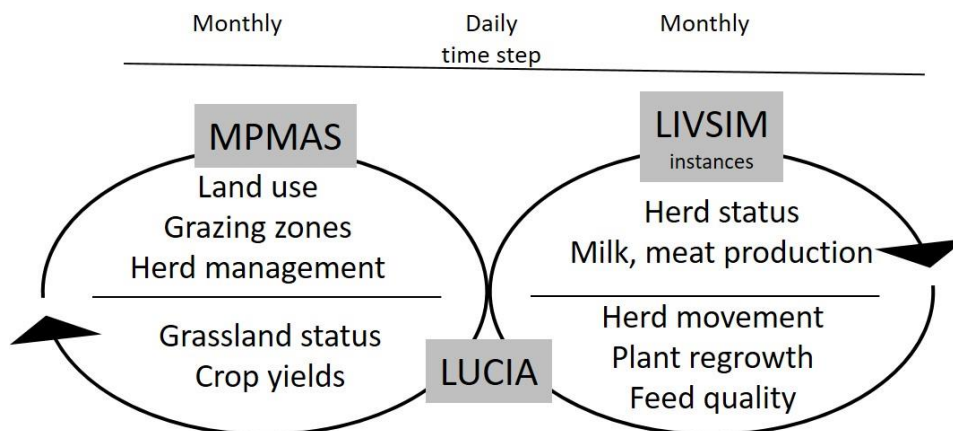 Monthly
Daily
time step
Monthly
MPMAS
Land use
Grazing zones
Herd management
Grassland status
Crop yields
LUCIA
LIVSIM
instances
Herd status
Milk, meat production
Herd movement
Plant regrowth
Feed quality